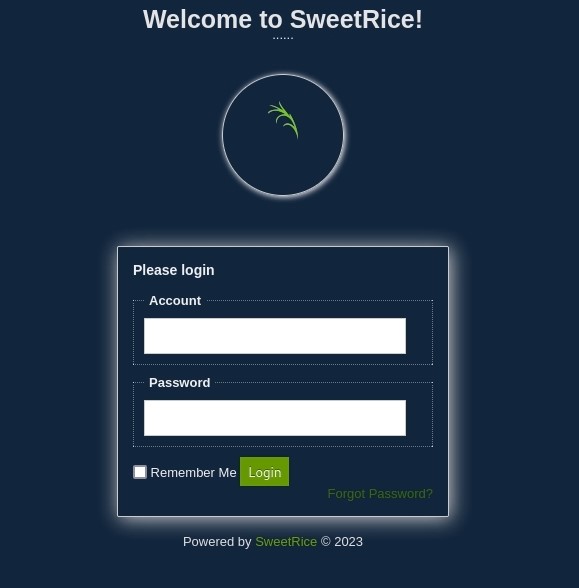 Welcome to SweetRice!
......
Please login
Account
Password
Remember Me Login
Forgot Password?
Powered by SweetRice © 2023